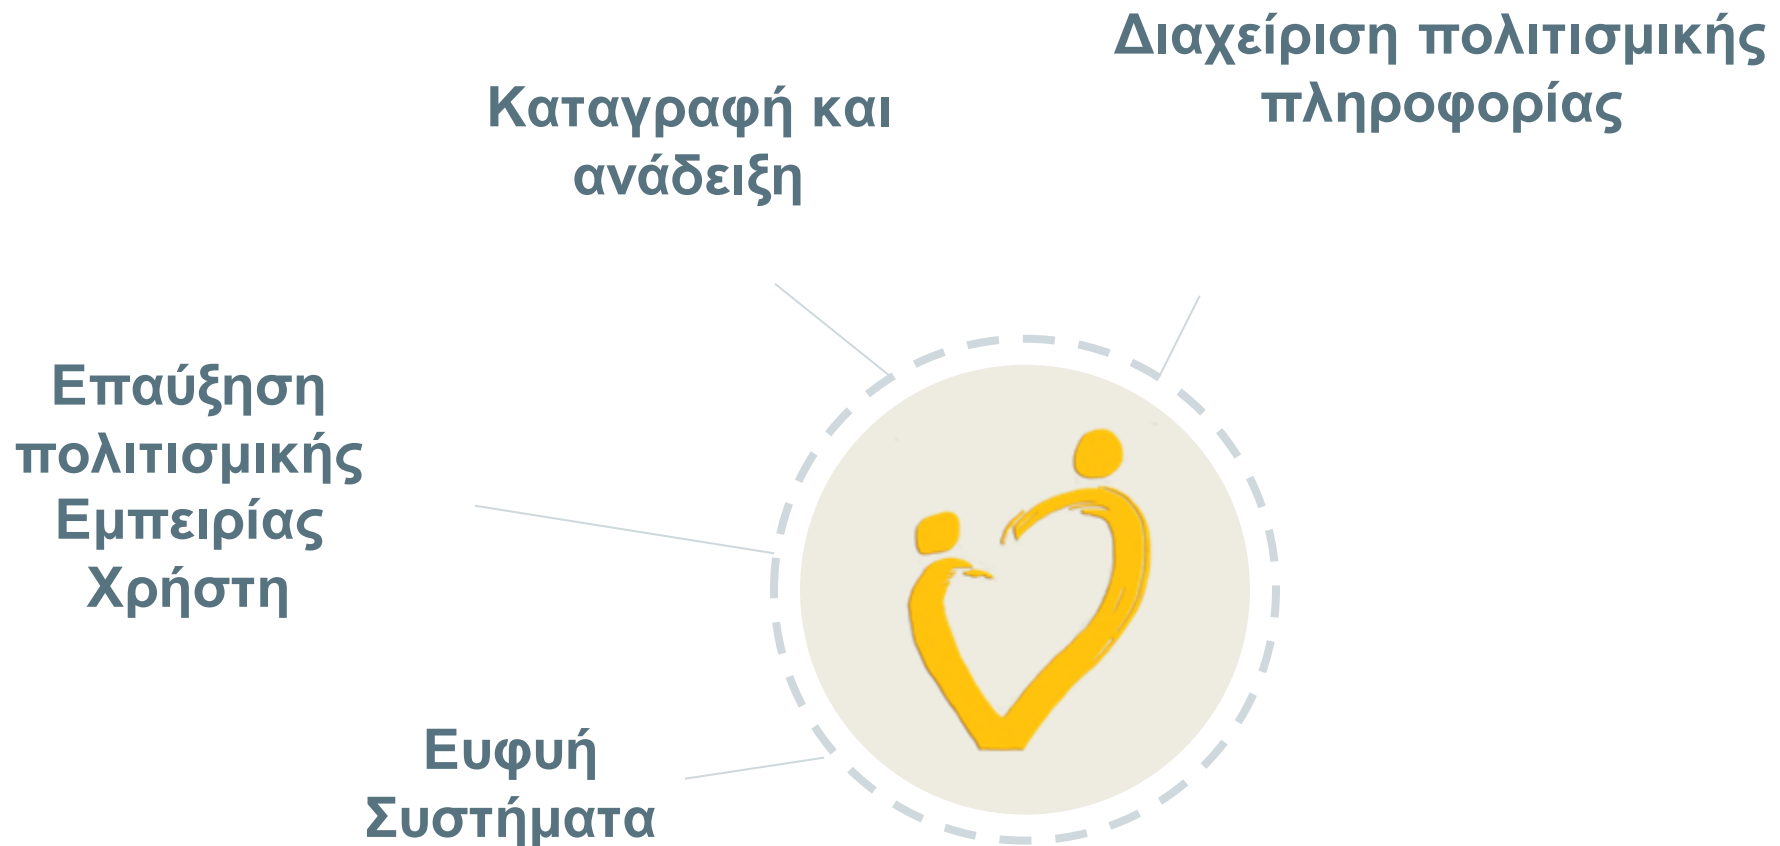 Διαχείριση πολιτισμικής
πληροφορίας
Καταγραφή και
ανάδειξη
Επαύξηση
πολιτισμικής
Εμπειρίας
Χρήστη
Ευφυή
Συστήματα